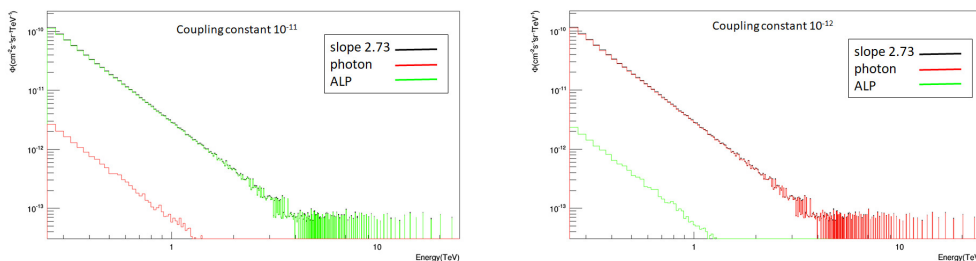 Coupling constant 10⁻¹¹
Φ(cm⁻²s⁻¹sr⁻¹TeV⁻¹)
10⁻¹⁰
10⁻¹¹
10⁻¹²
10⁻¹³
slope 2.73
photon
ALP
1
10
Energy(TeV)
Coupling constant 10⁻¹²
Φ(cm⁻²s⁻¹sr⁻¹TeV⁻¹)
10⁻¹⁰
10⁻¹¹
10⁻¹²
10⁻¹³
slope 2.73
photon
ALP
1
10
Energy(TeV)